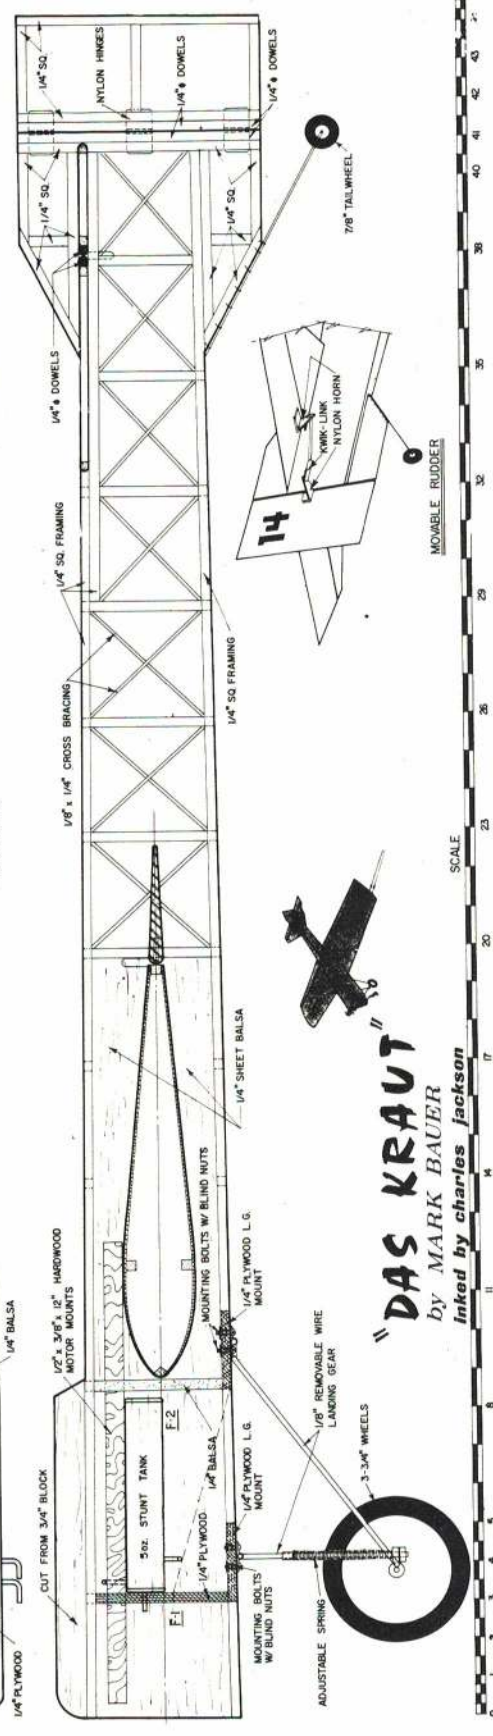 1/4" PLYWOOD
1/4" BALSA
CUT FROM 3/4" BLOCK
1/2" x 3/8" x 12" HARDWOOD
MOTOR MOUNTS
1/8" x 1/4" CROSS BRACING
1/4" SQ. FRAMING
1/4"ø DOWELS
1/4" SQ.
1/4" SQ.
1/4" SQ.
NYLON HINGES
1/4"ø DOWELS
1/4"ø DOWELS
1/4" SQ.
5oz. STUNT TANK
F-1
F-2
1/4" PLYWOOD
1/4" BALSA
MOUNTING BOLTS
W/ BLIND NUTS
1/4" PLYWOOD L.G.
MOUNT
MOUNTING BOLTS W/ BLIND NUTS
1/4" PLYWOOD L.G.
MOUNT
1/4" SHEET BALSA
1/4" SQ. FRAMING
7/8" TAILWHEEL
ADJUSTABLE SPRING
1/8" REMOVABLE WIRE
LANDING GEAR
3-3/4" WHEELS
14
KWIK-LINK
NYLON HORN
MOVABLE RUDDER
"DAS KRAUT"
by MARK BAUER
inked by charles jackson
SCALE
0 1 2 3 4 5 8 11 14 17 20 23 26 29 32 35 38 40 41 42 43